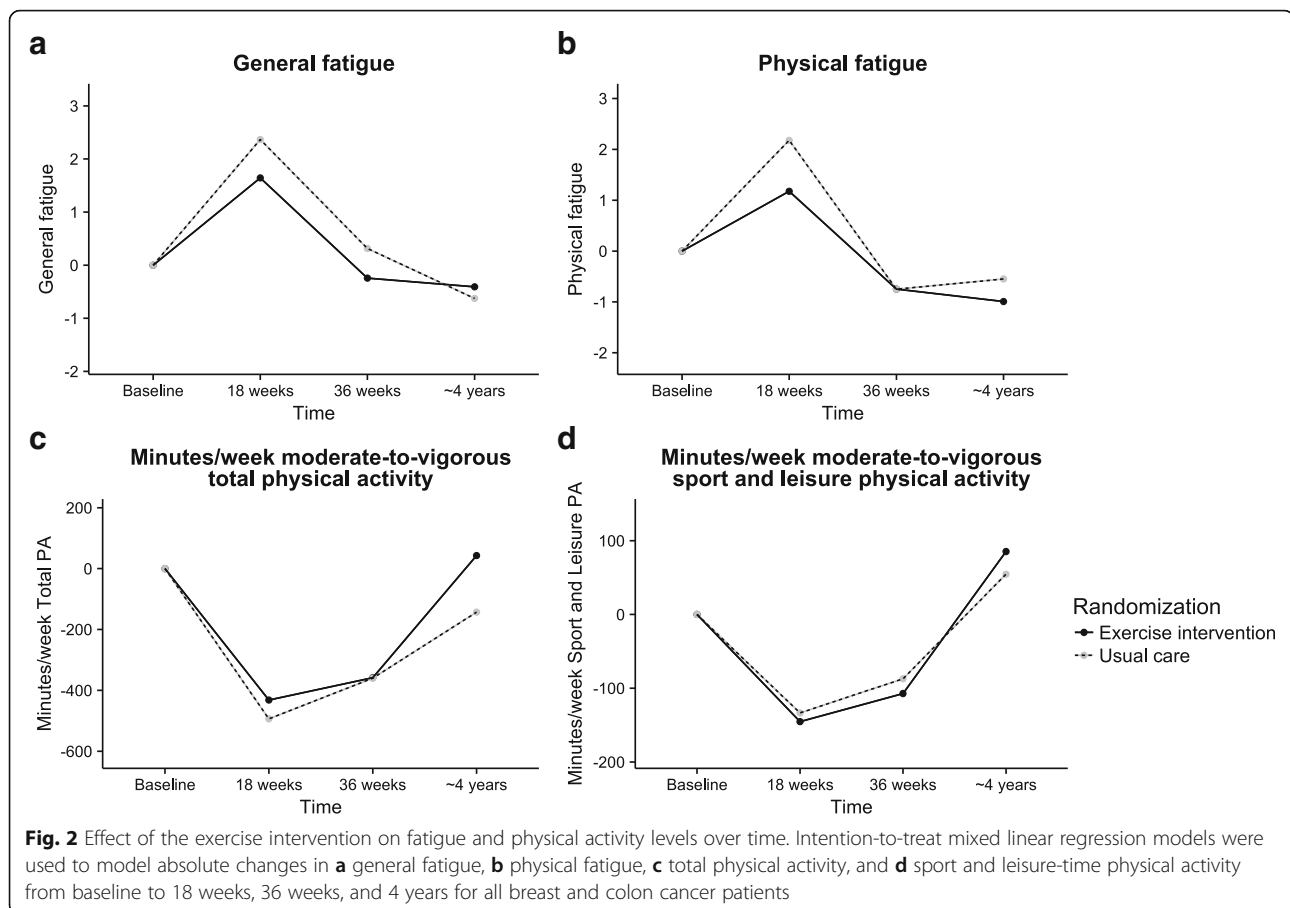 a
General fatigue
General fatigue
3
2
1
0
-1
-2
Baseline 18 weeks 36 weeks ~4 years
Time
b
Physical fatigue
Physical fatigue
3
2
1
0
-1
-2
Baseline 18 weeks 36 weeks ~4 years
Time
c
Minutes/week moderate-to-vigorous
total physical activity
Minutes/week Total PA
200
0
-200
-400
-600
Baseline 18 weeks 36 weeks ~4 years
Time
d
Minutes/week moderate-to-vigorous
sport and leisure physical activity
Minutes/week Sport and Leisure PA
100
0
-100
-200
Baseline 18 weeks 36 weeks ~4 years
Time
Randomization
Exercise intervention
Usual care
Fig. 2 Effect of the exercise intervention on fatigue and physical activity levels over time. Intention-to-treat mixed linear regression models were
used to model absolute changes in a general fatigue, b physical fatigue, c total physical activity, and d sport and leisure-time physical activity
from baseline to 18 weeks, 36 weeks, and 4 years for all breast and colon cancer patients